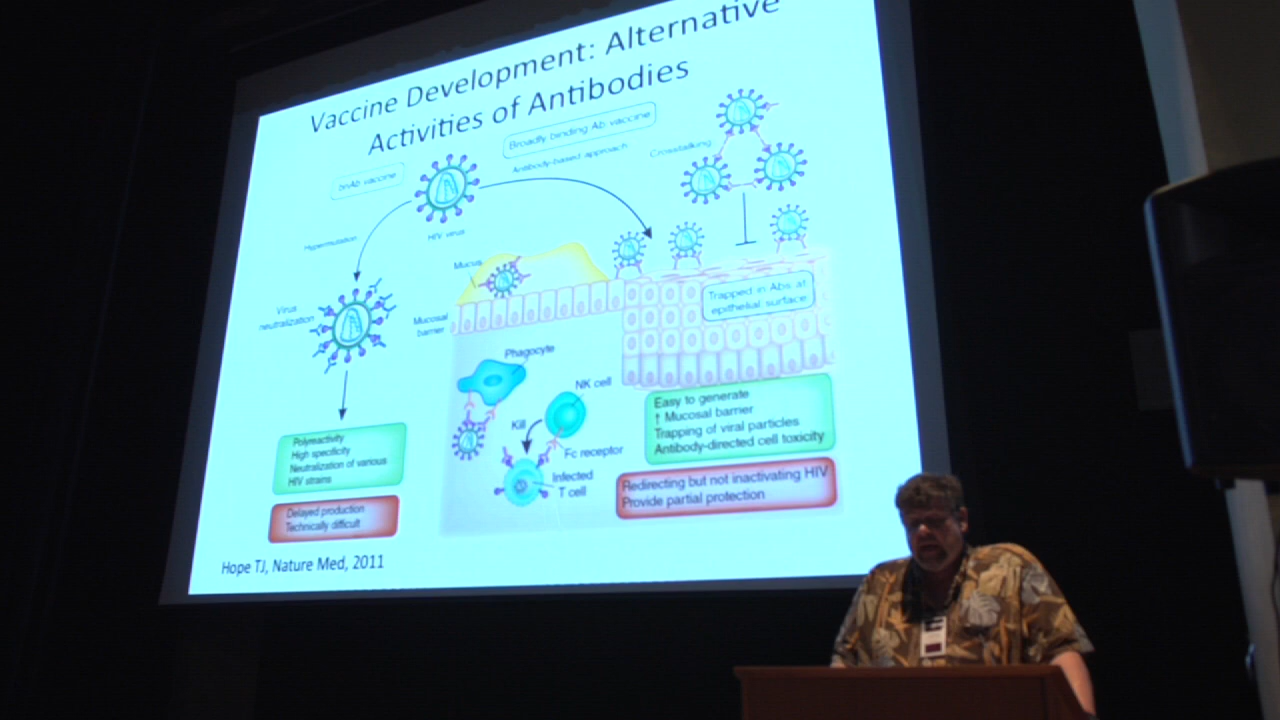 Vaccine Development: Alternative
Activities of Antibodies
bnAb vaccine
Broadly binding Ab vaccine
Antibody-based approach
Crosstalking
Hypermutation
HIV virus
Mucus
Virus
neutralization
Mucosal
barrier
Trapped in Abs at
epithelial surface
Phagocyte
NK cell
Kill
Fc receptor
Infected
T cell
Polyreactivity
High specificity
Neutralization of various
HIV strains
Delayed production
Technically difficult
Easy to generate
↑ Mucosal barrier
Trapping of viral particles
Antibody-directed cell toxicity
Redirecting but not inactivating HIV
Provide partial protection
Hope TJ, Nature Med, 2011